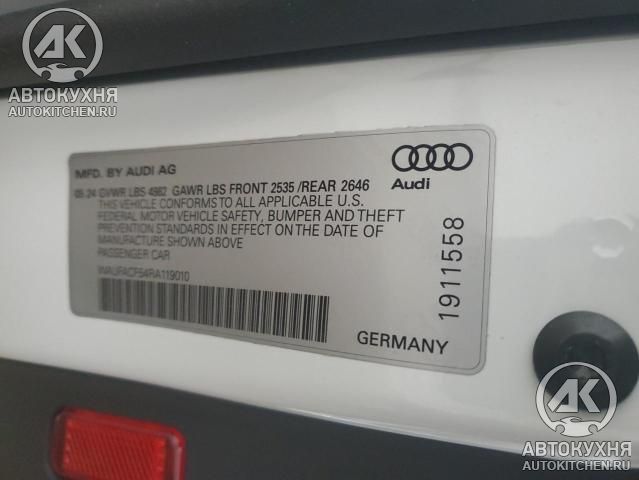 АВТОКУХНЯ
AUTOKITCHEN.RU
MFD. BY AUDI AG
05.24 GVWR LBS 4982 GAWR LBS FRONT 2535 /REAR 2646
THIS VEHICLE CONFORMS TO ALL APPLICABLE U.S.
FEDERAL MOTOR VEHICLE SAFETY, BUMPER AND THEFT
PREVENTION STANDARDS IN EFFECT ON THE DATE OF
MANUFACTURE SHOWN ABOVE
PASSENGER CAR
WAUFACF54RA119010
Audi
1911558
GERMANY
АВТОКУХНЯ
AUTOKITCHEN.RU